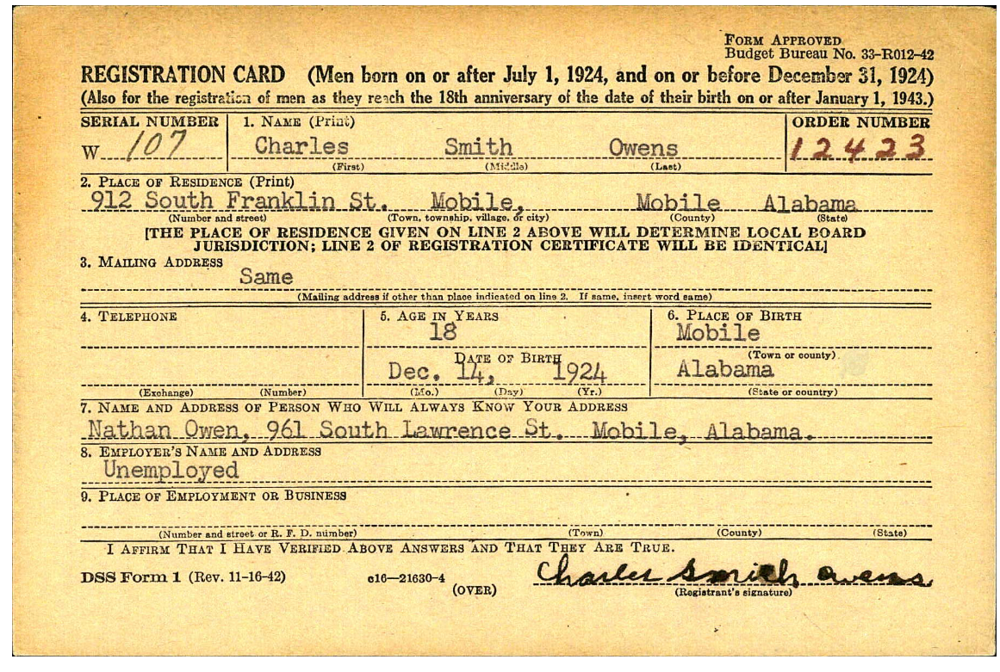 FORM APPROVED
Budget Bureau No. 33-R012-42
REGISTRATION CARD (Men born on or after July 1, 1924, and on or before December 31, 1924)
(Also for the registration of men as they reach the 18th anniversary of the date of their birth on or after January 1, 1943.)
SERIAL NUMBER 1. NAME (Print) ORDER NUMBER
W 107 Charles Smith Owens 12423
(First) (Middle) (Last)
2. PLACE OF RESIDENCE (Print)
912 South Franklin St. Mobile, Mobile Alabama
(Number and street) (Town, township, village, or city) (County) (State)
[THE PLACE OF RESIDENCE GIVEN ON LINE 2 ABOVE WILL DETERMINE LOCAL BOARD
JURISDICTION; LINE 2 OF REGISTRATION CERTIFICATE WILL BE IDENTICAL]
3. MAILING ADDRESS
Same
(Mailing address if other than place indicated on line 2. If same, insert word same)
4. TELEPHONE 5. AGE IN YEARS 6. PLACE OF BIRTH
18 Mobile
DATE OF BIRTH (Town or county)
Dec. 14, 1924 Alabama
(Exchange) (Number) (Mo.) (Day) (Yr.) (State or country)
7. NAME AND ADDRESS OF PERSON WHO WILL ALWAYS KNOW YOUR ADDRESS
Nathan Owen, 961 South Lawrence St. Mobile, Alabama.
8. EMPLOYER'S NAME AND ADDRESS
Unemployed
9. PLACE OF EMPLOYMENT OR BUSINESS
(Number and street or R. F. D. number) (Town) (County) (State)
I AFFIRM THAT I HAVE VERIFIED ABOVE ANSWERS AND THAT THEY ARE TRUE.
DSS Form 1 (Rev. 11-16-42) c16—21630-4 Charles Smith Owens
(OVER) (Registrant's signature)